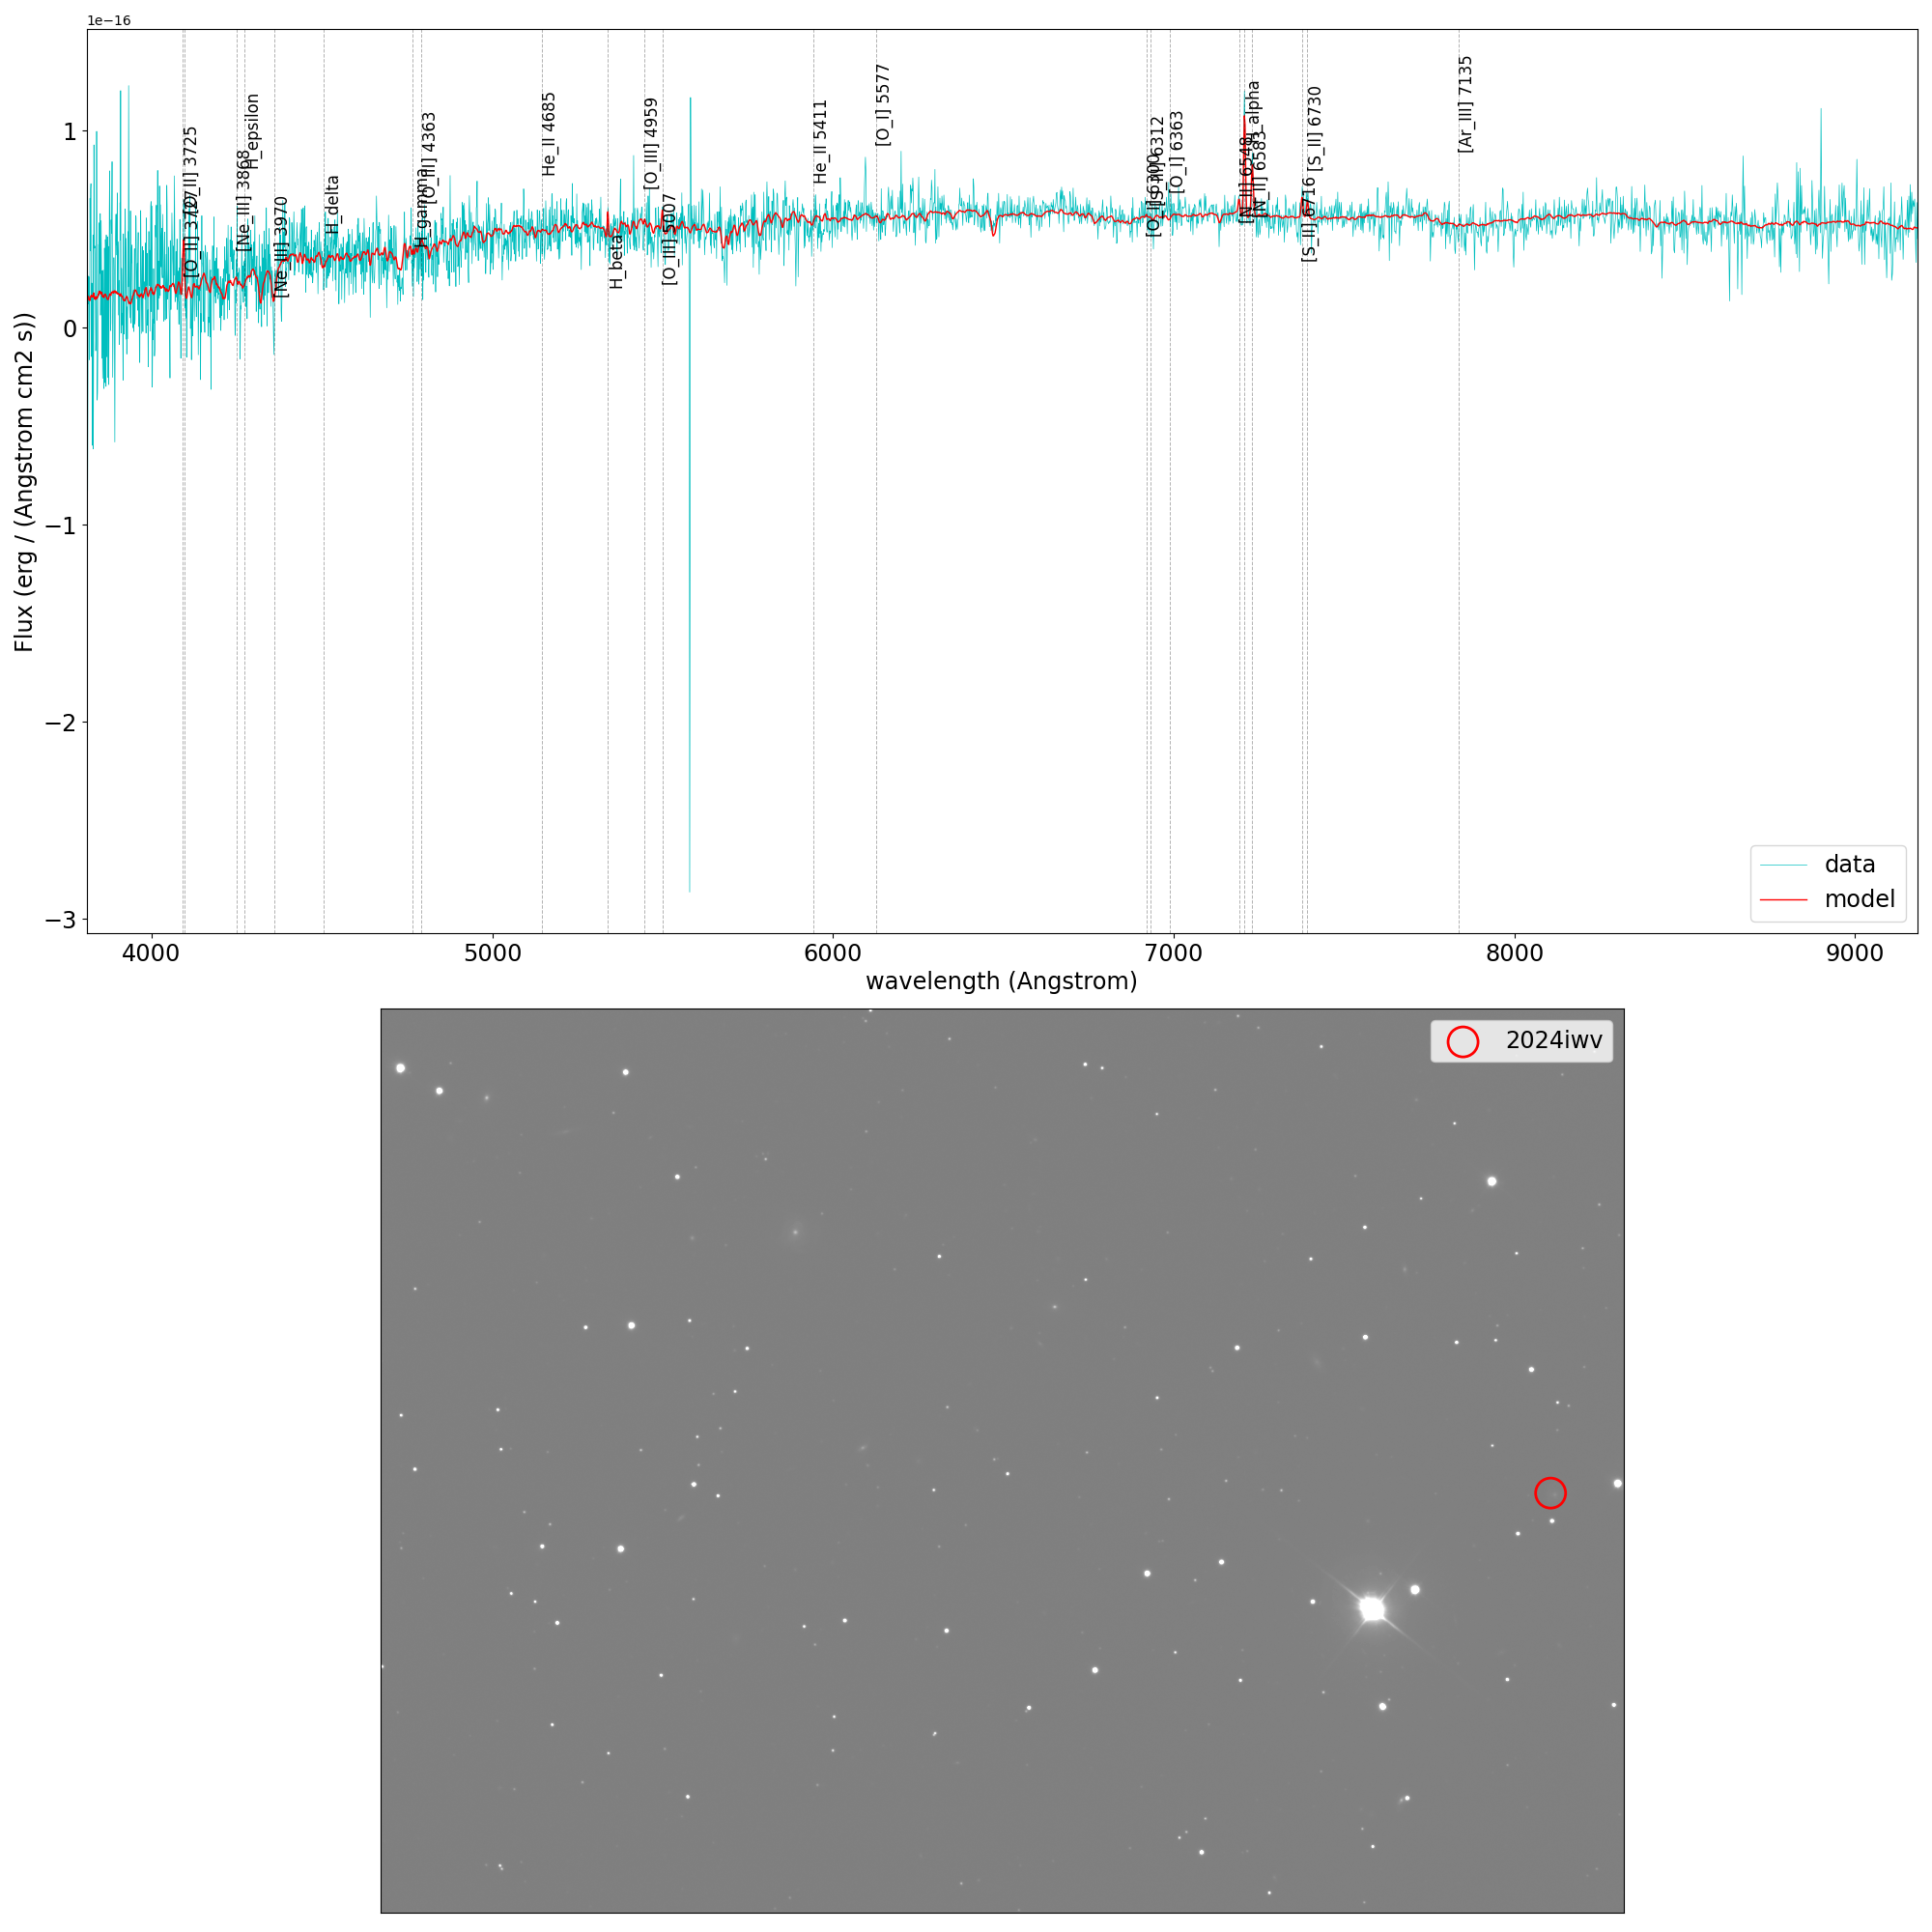 1e−16
[O_II] 3725
[O_II] 3727
[Ne_III] 3868
H_epsilon
[Ne_III] 3970
H_delta
H_gamma
[O_III] 4363
He_II 4685
H_beta
[O_III] 4959
[O_III] 5007
He_II 5411
[O_I] 5577
[O_I] 6300
[S_III] 6312
[O_I] 6363
[N_II] 6548
H_alpha
[N_II] 6583
[S_II] 6716
[S_II] 6730
[Ar_III] 7135
1
0
−1
−2
−3
Flux (erg / (Angstrom cm2 s))
data
model
4000 5000 6000 7000 8000 9000
wavelength (Angstrom)
2024iwv